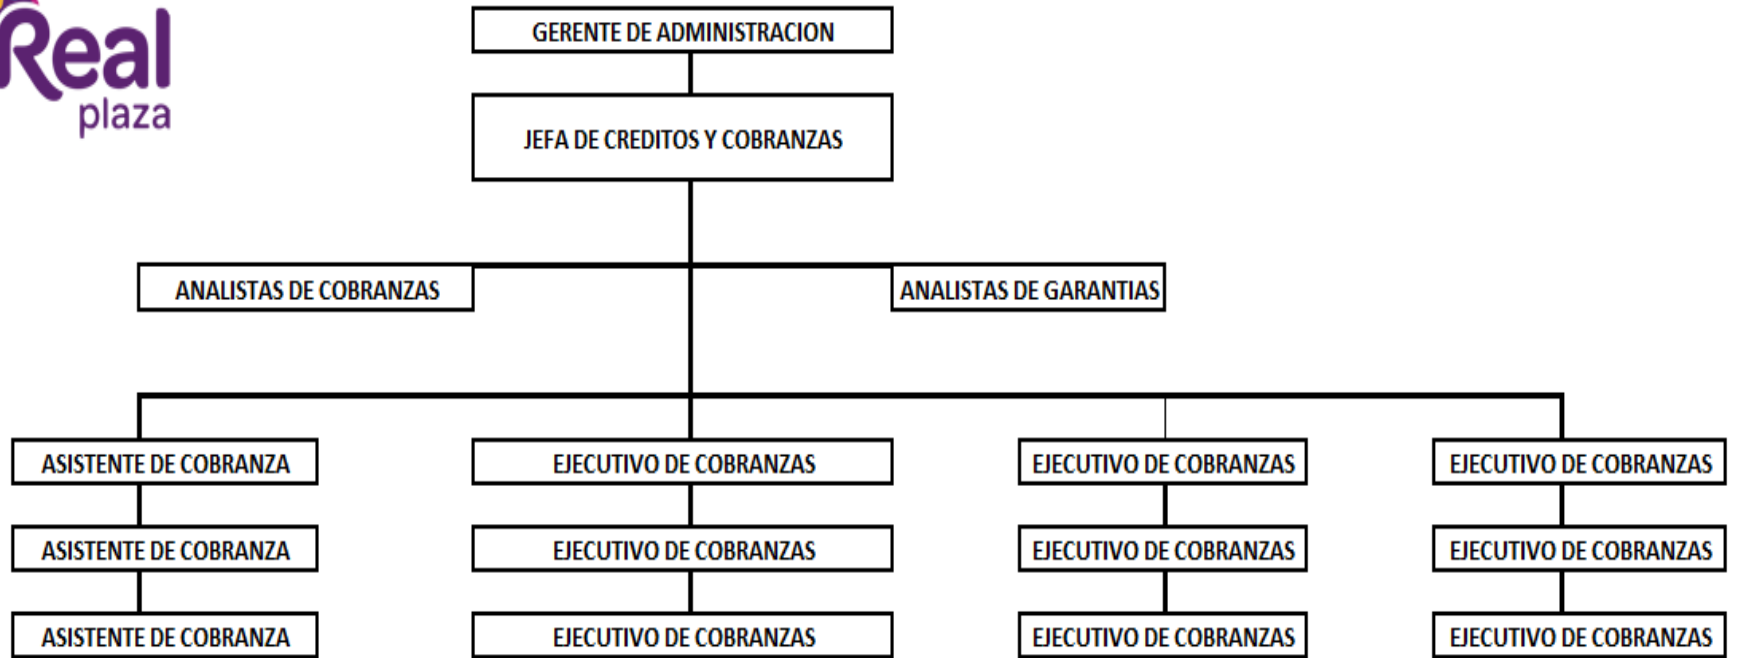 Real
plaza
GERENTE DE ADMINISTRACION
JEFA DE CREDITOS Y COBRANZAS
ANALISTAS DE COBRANZAS
ANALISTAS DE GARANTIAS
ASISTENTE DE COBRANZA
EJECUTIVO DE COBRANZAS
EJECUTIVO DE COBRANZAS
EJECUTIVO DE COBRANZAS
ASISTENTE DE COBRANZA
EJECUTIVO DE COBRANZAS
EJECUTIVO DE COBRANZAS
EJECUTIVO DE COBRANZAS
ASISTENTE DE COBRANZA
EJECUTIVO DE COBRANZAS
EJECUTIVO DE COBRANZAS
EJECUTIVO DE COBRANZAS